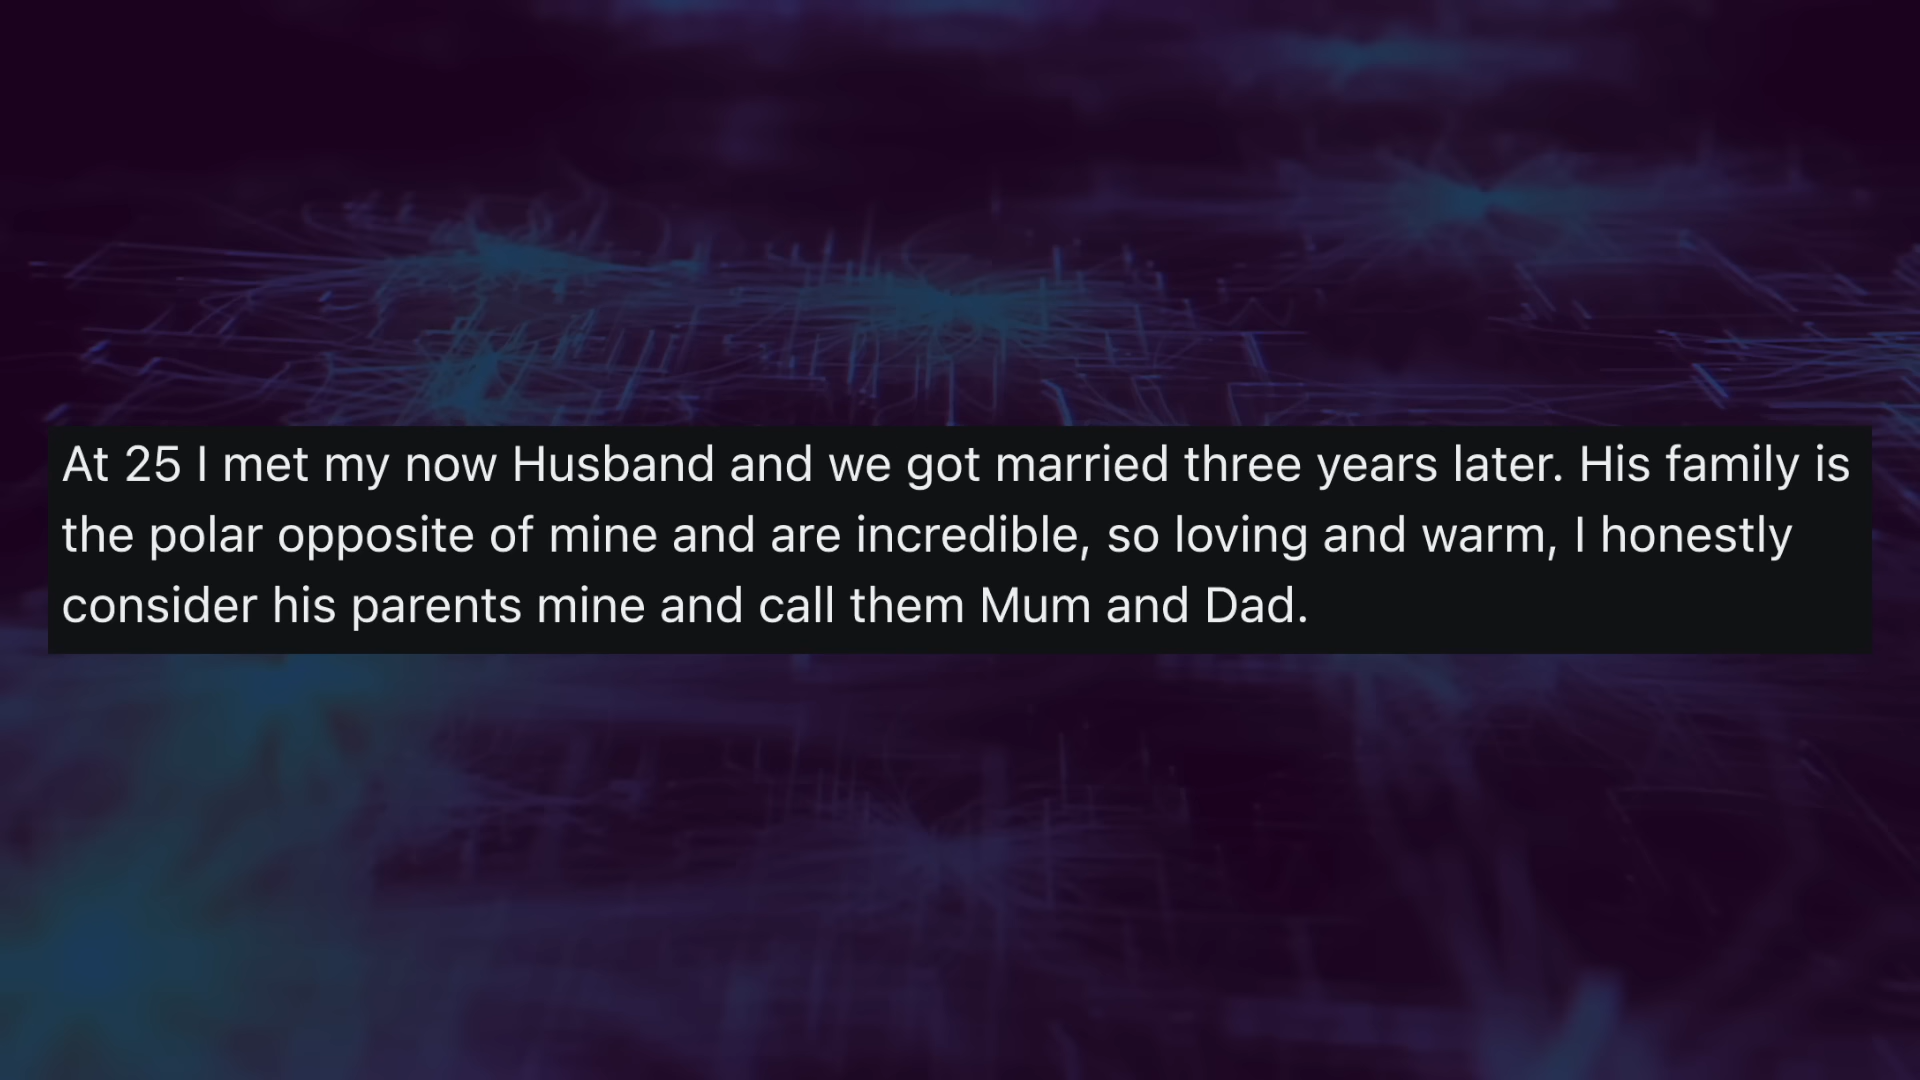 At 25 I met my now Husband and we got married three years later. His family is
the polar opposite of mine and are incredible, so loving and warm, I honestly
consider his parents mine and call them Mum and Dad.